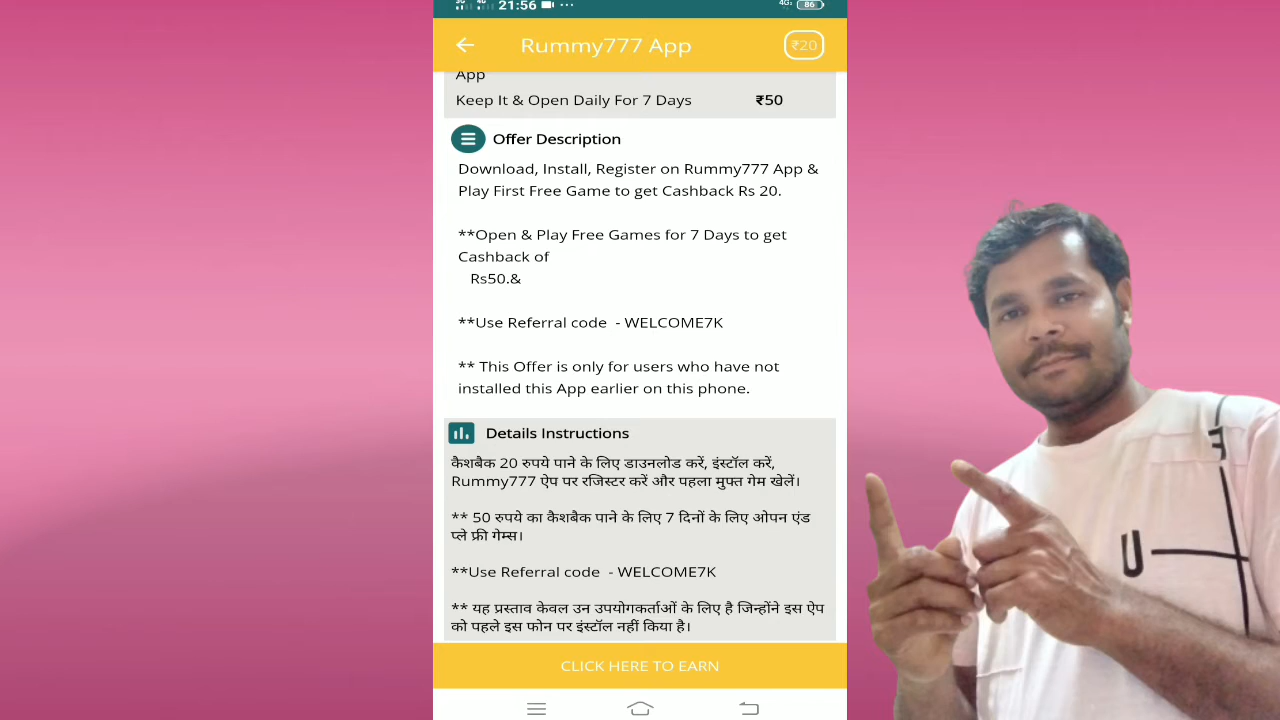 21:56 ... 4G 86
Rummy777 App ₹20
App
Keep It & Open Daily For 7 Days ₹50
Offer Description
Download, Install, Register on Rummy777 App &
Play First Free Game to get Cashback Rs 20.
**Open & Play Free Games for 7 Days to get
Cashback of
Rs50.&
**Use Referral code - WELCOME7K
** This Offer is only for users who have not
installed this App earlier on this phone.
Details Instructions
कैशबैक 20 रुपये पाने के लिए डाउनलोड करें, इंस्टॉल करें,
Rummy777 ऐप पर रजिस्टर करें और पहला मुफ्त गेम खेलें।
** 50 रुपये का कैशबैक पाने के लिए 7 दिनों के लिए ओपन एंड
प्ले फ्री गेम्स।
**Use Referral code - WELCOME7K
** यह प्रस्ताव केवल उन उपयोगकर्ताओं के लिए है जिन्होंने इस ऐप
को पहले इस फोन पर इंस्टॉल नहीं किया है।
CLICK HERE TO EARN